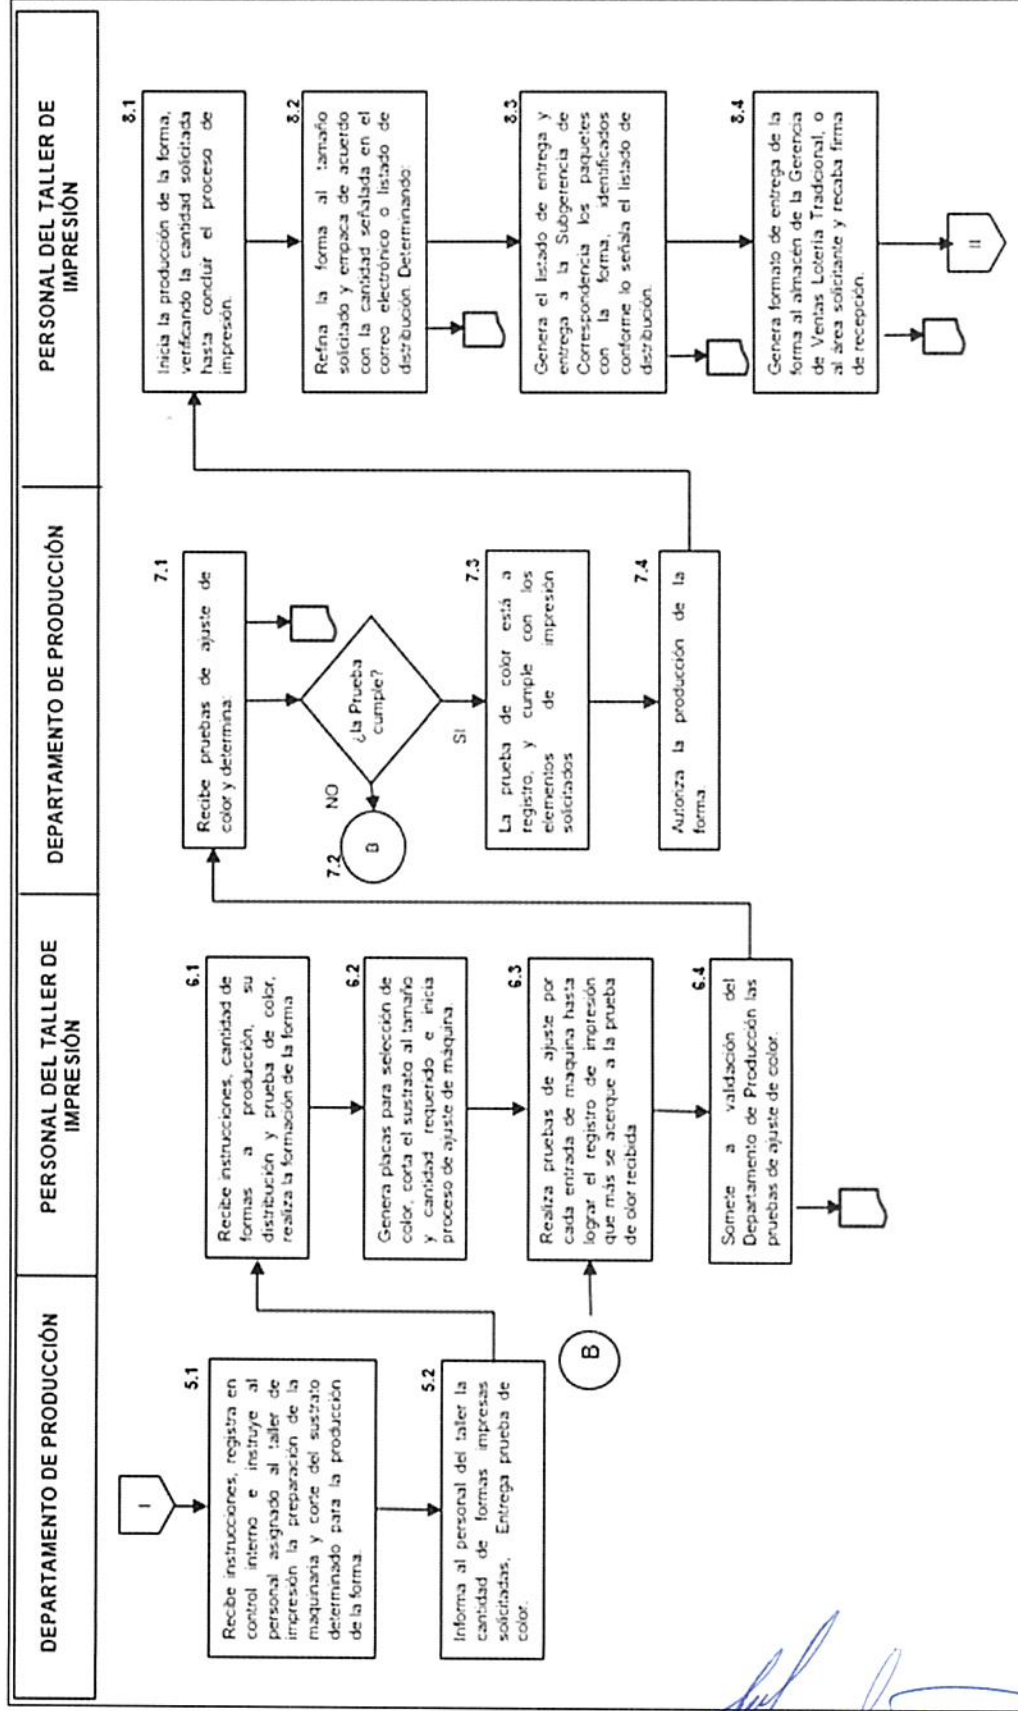 DEPARTAMENTO DE PRODUCCIÓN
PERSONAL DEL TALLER DE
IMPRESIÓN
DEPARTAMENTO DE PRODUCCIÓN
PERSONAL DEL TALLER DE
IMPRESIÓN
I
5.1
Recibe instrucciones, registra en
control interno e instruye al
personal asignado al taller de
impresión la preparación de la
maquinaria y corte del sustrato
determinado para la producción
de la forma.
5.2
Informa al personal del taller la
cantidad de formas impresas
solicitadas, Entrega prueba de
color.
6.1
Recibe instrucciones, cantidad de
formas a producción, su
distribución y prueba de color,
realiza la formación de la forma
6.2
Genera placas para selección de
color, corta el sustrato al tamaño
y cantidad requerido e inicia
proceso de ajuste de máquina.
6.3
Realiza pruebas de ajuste por
cada entrada de maquina hasta
lograr el registro de impresión
que más se acerque a la prueba
de olor recibida
B
6.4
Somete a validación del
Departamento de Producción las
pruebas de ajuste de color.
7.1
Recibe pruebas de ajuste de
color y determina:
¿la Prueba
cumple?
NO
7.2
B
SI
7.3
La prueba de color está a
registro, y cumple con los
elementos de impresión
solicitados
7.4
Autoriza la producción de la
forma.
8.1
Inicia la producción de la forma,
verificando la cantidad solicitada
hasta concluir el proceso de
impresión.
8.2
Refina la forma al tamaño
solicitado y empaca de acuerdo
con la cantidad señalada en el
correo electrónico o listado de
distribución. Determinando:
8.3
Genera el listado de entrega y
entrega a la Subgerencia de
Correspondencia los paquetes
con la forma, identificados
conforme lo señala el listado de
distribución.
8.4
Genera formato de entrega de la
forma al almacén de la Gerencia
de Ventas Lotería Tradicional, o
al área solicitante y recaba firma
de recepción.
II